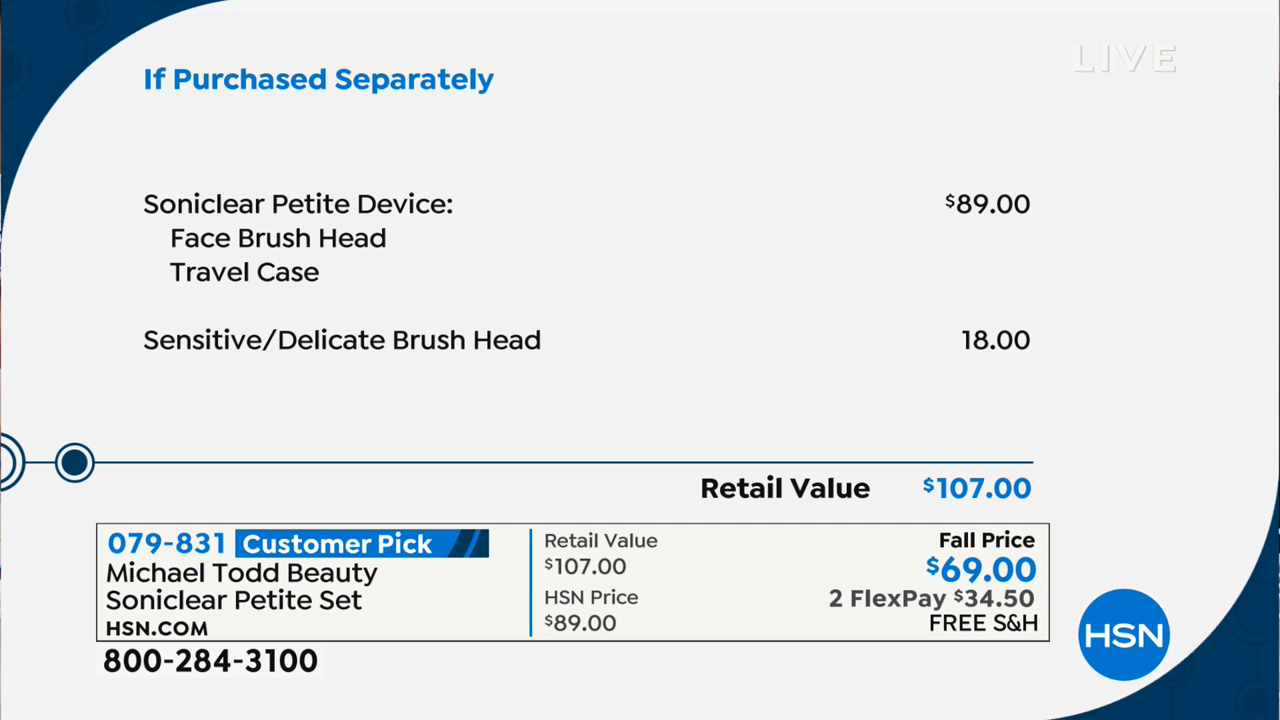 LIVE
If Purchased Separately
Soniclear Petite Device: $89.00
Face Brush Head
Travel Case
Sensitive/Delicate Brush Head 18.00
Retail Value $107.00
079-831 Customer Pick
Michael Todd Beauty
Soniclear Petite Set
HSN.COM
Retail Value
$107.00
HSN Price
$89.00
Fall Price
$69.00
2 FlexPay $34.50
FREE S&H
HSN
800-284-3100